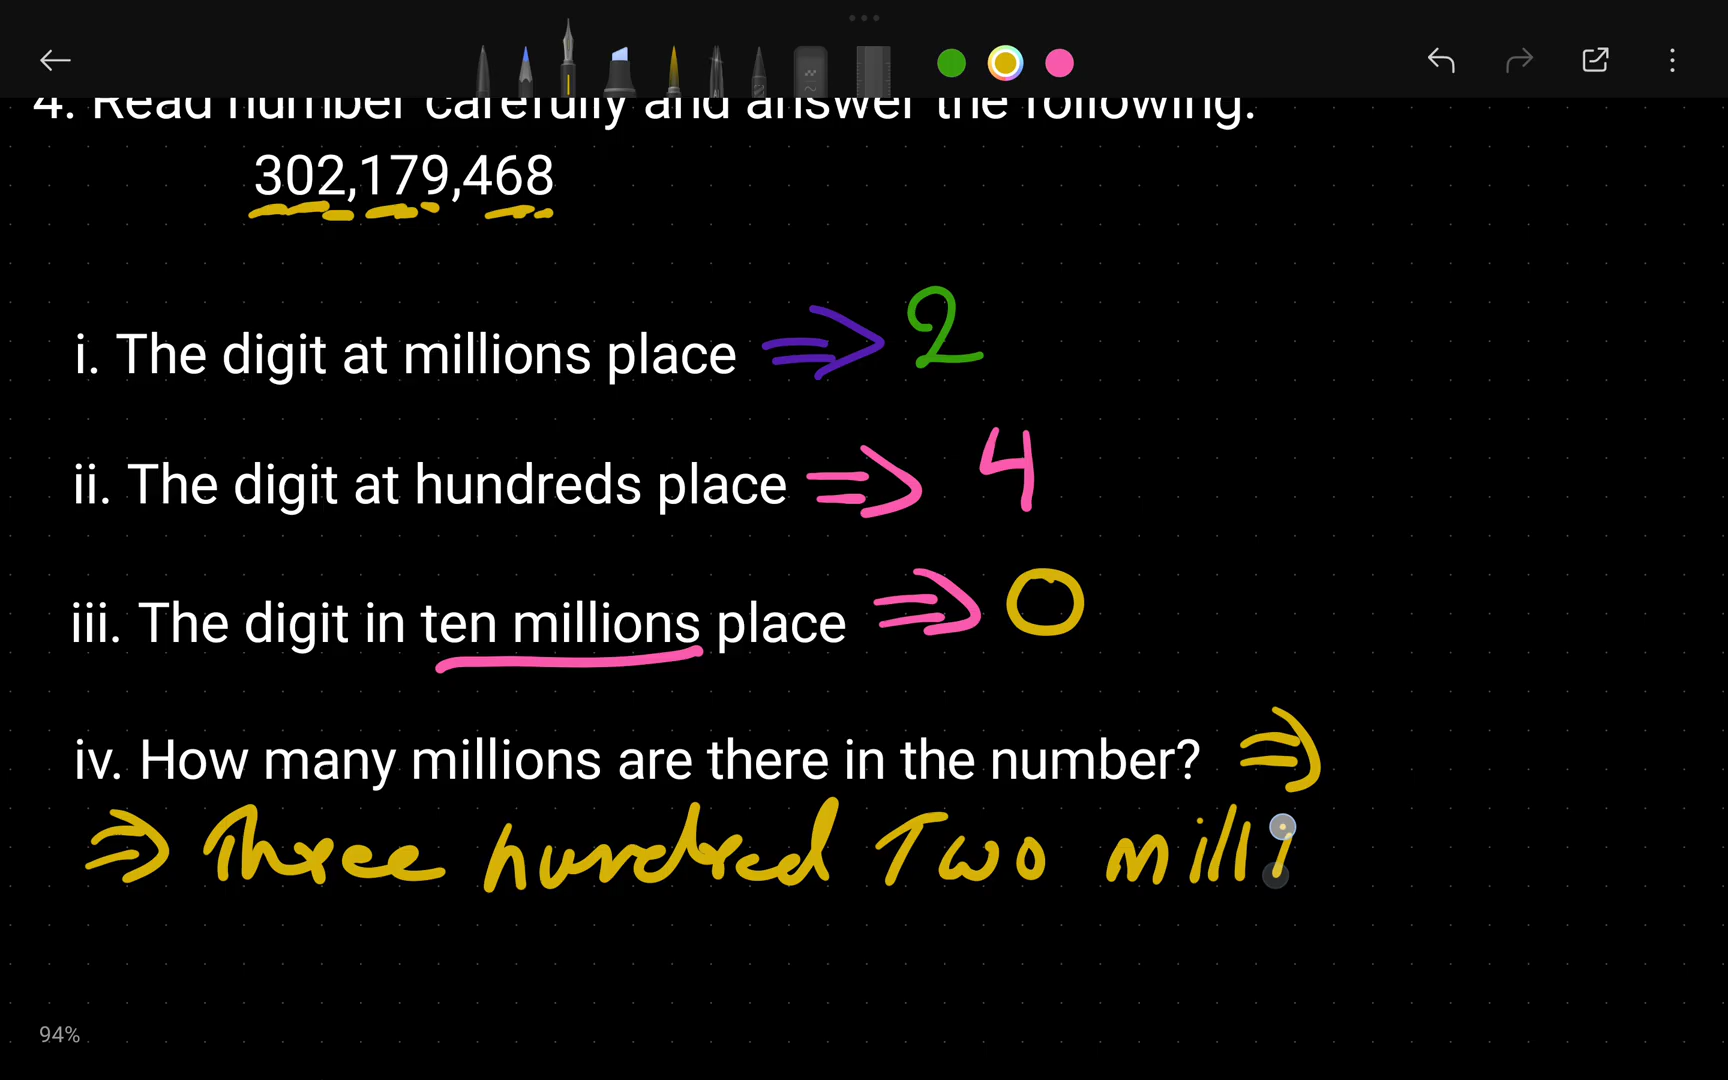 4. Read number carefully and answer the following.
302,179,468
i. The digit at millions place ⇒ 2
ii. The digit at hundreds place ⇒ 4
iii. The digit in ten millions place ⇒ 0
iv. How many millions are there in the number? ⇒
⇒ Three hundred Two milli
94%